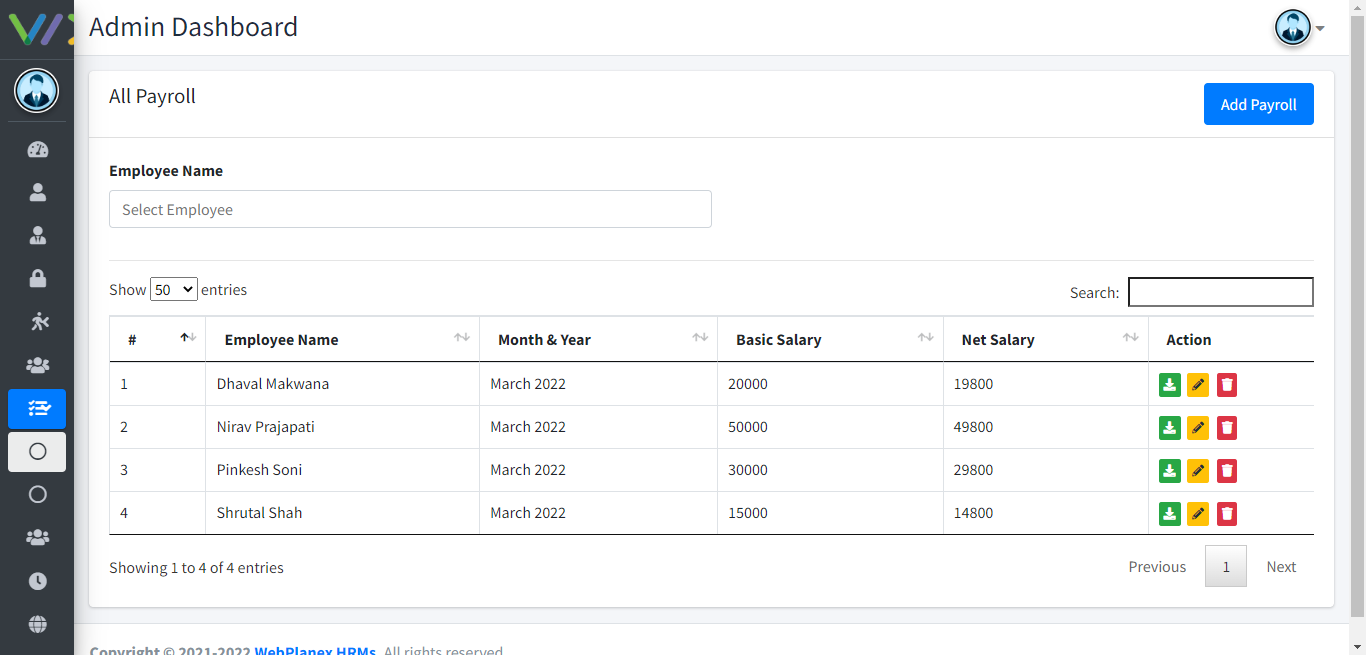 Admin Dashboard
All Payroll
Add Payroll
Employee Name
Select Employee
Show 50 entries
Search:
# Employee Name Month & Year Basic Salary Net Salary Action
1 Dhaval Makwana March 2022 20000 19800
2 Nirav Prajapati March 2022 50000 49800
3 Pinkesh Soni March 2022 30000 29800
4 Shrutal Shah March 2022 15000 14800
Showing 1 to 4 of 4 entries
Previous 1 Next
Copyright © 2021-2022 WebPlanex HRMs. All rights reserved.